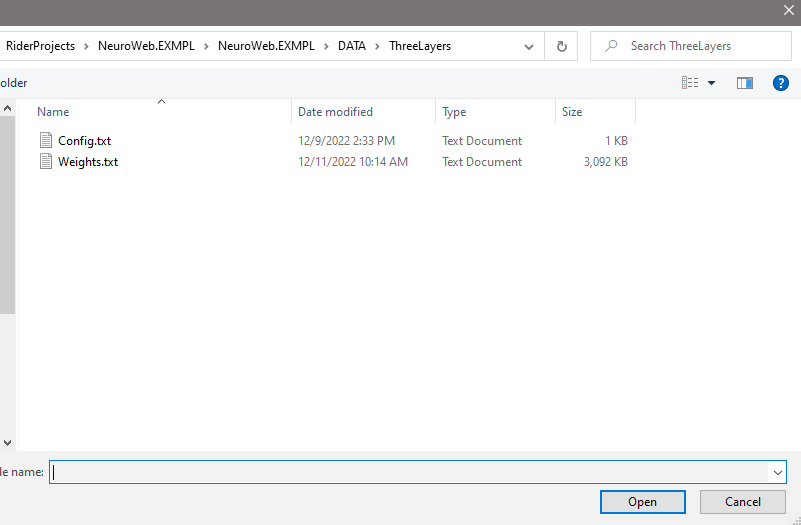 RiderProjects > NeuroWeb.EXMPL > NeuroWeb.EXMPL > DATA > ThreeLayers Search ThreeLayers
older
Name Date modified Type Size
Config.txt 12/9/2022 2:33 PM Text Document 1 KB
Weights.txt 12/11/2022 10:14 AM Text Document 3,092 KB
le name:
Open Cancel